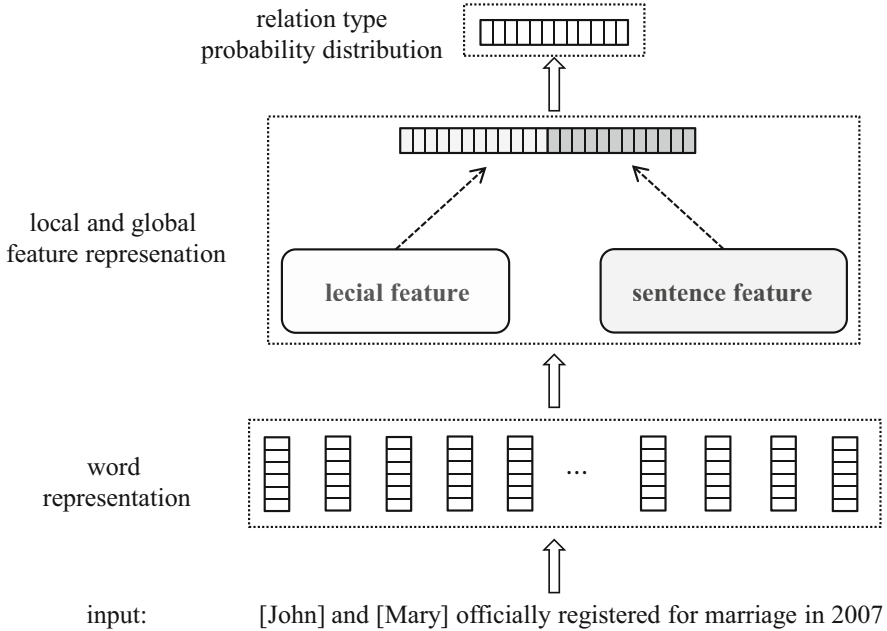 relation type
probability distribution
local and global
feature represenation
lecial feature
sentence feature
word
representation
...
input:
[John] and [Mary] officially registered for marriage in 2007